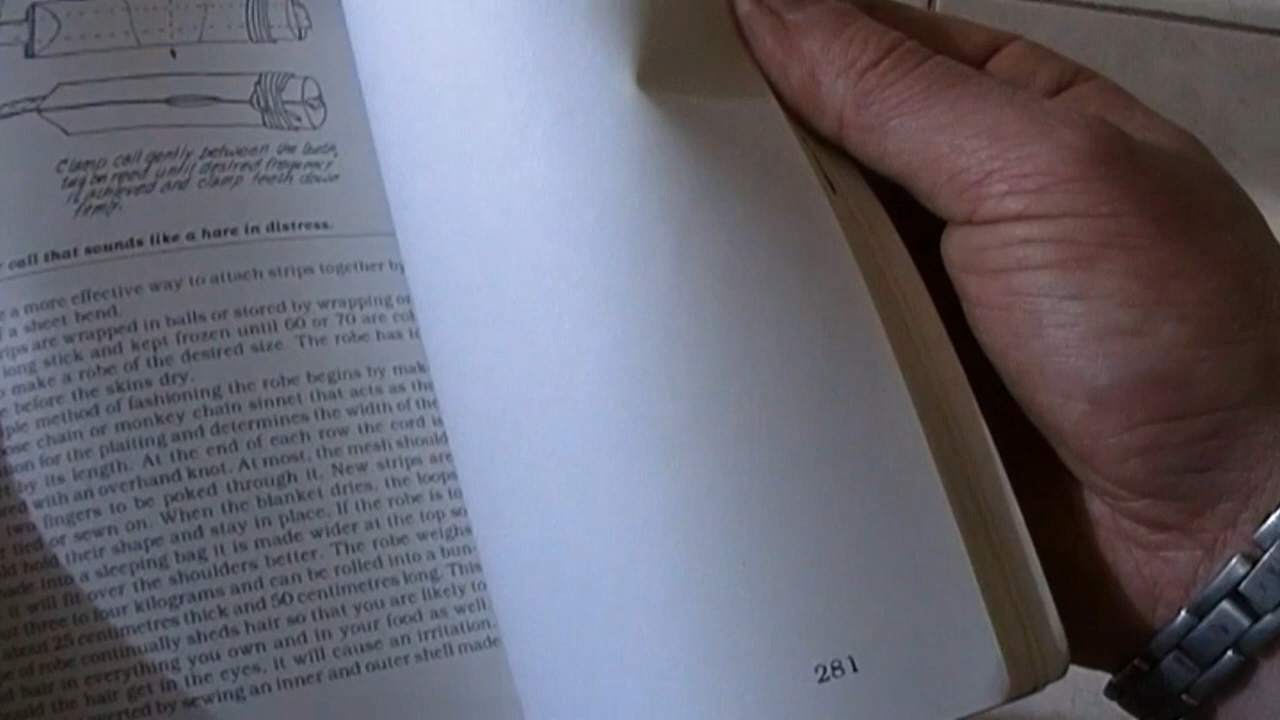 Clamp call gently between the
tug on reed until desired frequency
is achieved and clamp teeth down
firmly.
call that sounds like a hare in distress.
a more effective way to attach strips together by
a sheet bend.
are wrapped in balls or stored by wrapping or
long stick and kept frozen until 60 or 70 are
make a robe of the desired size. The robe has
before the skins dry.
method of fashioning the robe begins by mak-
chain or monkey chain sinnet that acts as the
for the plaiting and determines the width of the
by its length. At the end of each row the cord is
with an overhand knot. At most, the mesh should
two fingers to be poked through it. New strips are
tied or sewn on. When the blanket dries, the loops
hold their shape and stay in place. If the robe is to
made into a sleeping bag it is made wider at the top so
it will fit over the shoulders better. The robe weighs
three to four kilograms and can be rolled into a bun-
about 25 centimetres thick and 50 centimetres long. This
of robe continually sheds hair so that you are likely to
hair in everything you own and in your food as well.
the hair get in the eyes, it will cause an irritation.
by sewing an inner and outer shell made
281